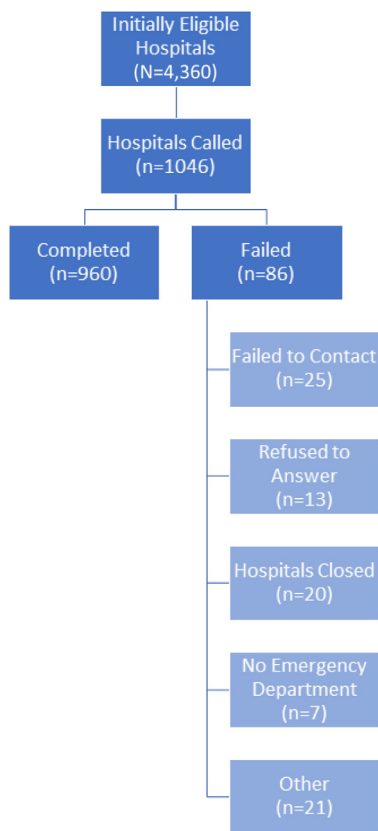 Initially Eligible
Hospitals
(N=4,360)
Hospitals Called
(n=1046)
Completed
(n=960)
Failed
(n=86)
Failed to Contact
(n=25)
Refused to
Answer
(n=13)
Hospitals Closed
(n=20)
No Emergency
Department
(n=7)
Other
(n=21)